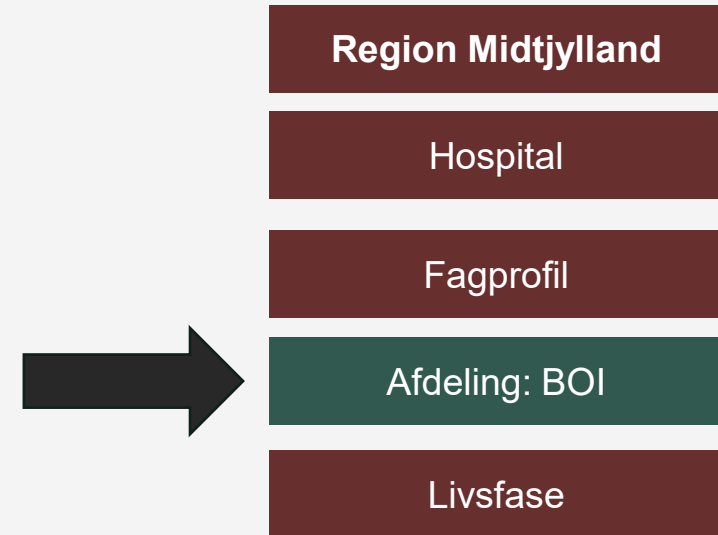 Region Midtjylland
Hospital
Fagprofil
Afdeling: BOI
Livsfase